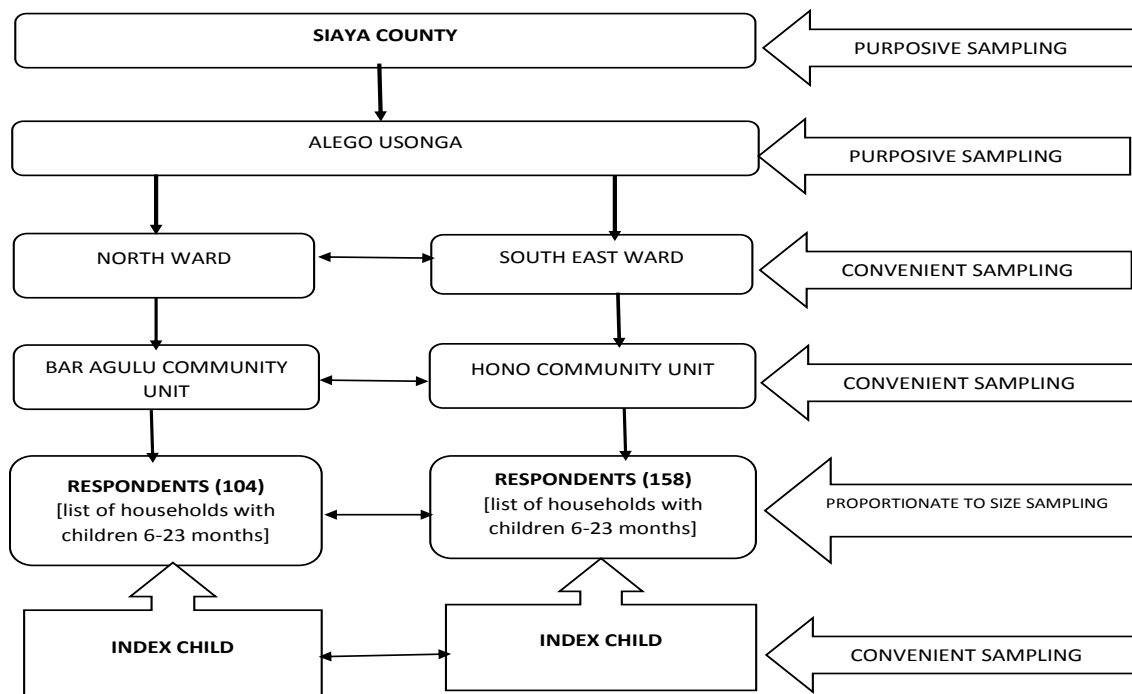 SIAYA COUNTY
PURPOSIVE SAMPLING
ALEGO USONGA
PURPOSIVE SAMPLING
NORTH WARD
SOUTH EAST WARD
CONVENIENT SAMPLING
BAR AGULU COMMUNITY
UNIT
HONO COMMUNITY UNIT
CONVENIENT SAMPLING
RESPONDENTS (104)
[list of households with
children 6-23 months]
RESPONDENTS (158)
[list of households with
children 6-23 months]
PROPORTIONATE TO SIZE SAMPLING
INDEX CHILD
INDEX CHILD
CONVENIENT SAMPLING